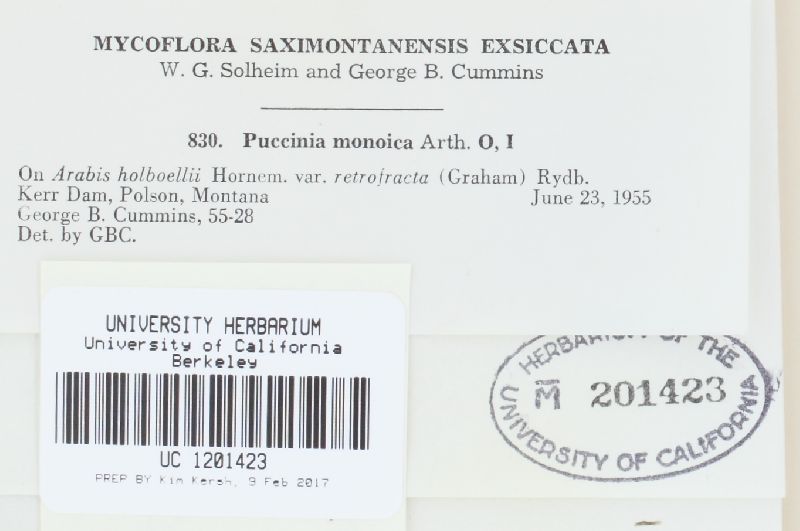 MYCOFLORA SAXIMONTANENSIS EXSICCATA
W. G. Solheim and George B. Cummins
830. Puccinia monoica Arth. O, I
On Arabis holboellii Hornem. var. retrofracta (Graham) Rydb.
Kerr Dam, Polson, Montana June 23, 1955
George B. Cummins, 55-28
Det. by GBC.
UNIVERSITY HERBARIUM
University of California
Berkeley
UC 1201423
PREP BY Kim Kersh, 9 Feb 2017
HERBARIUM OF THE
M̅ 201423
UNIVERSITY OF CALIFORNIA